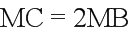 MC = 2MB